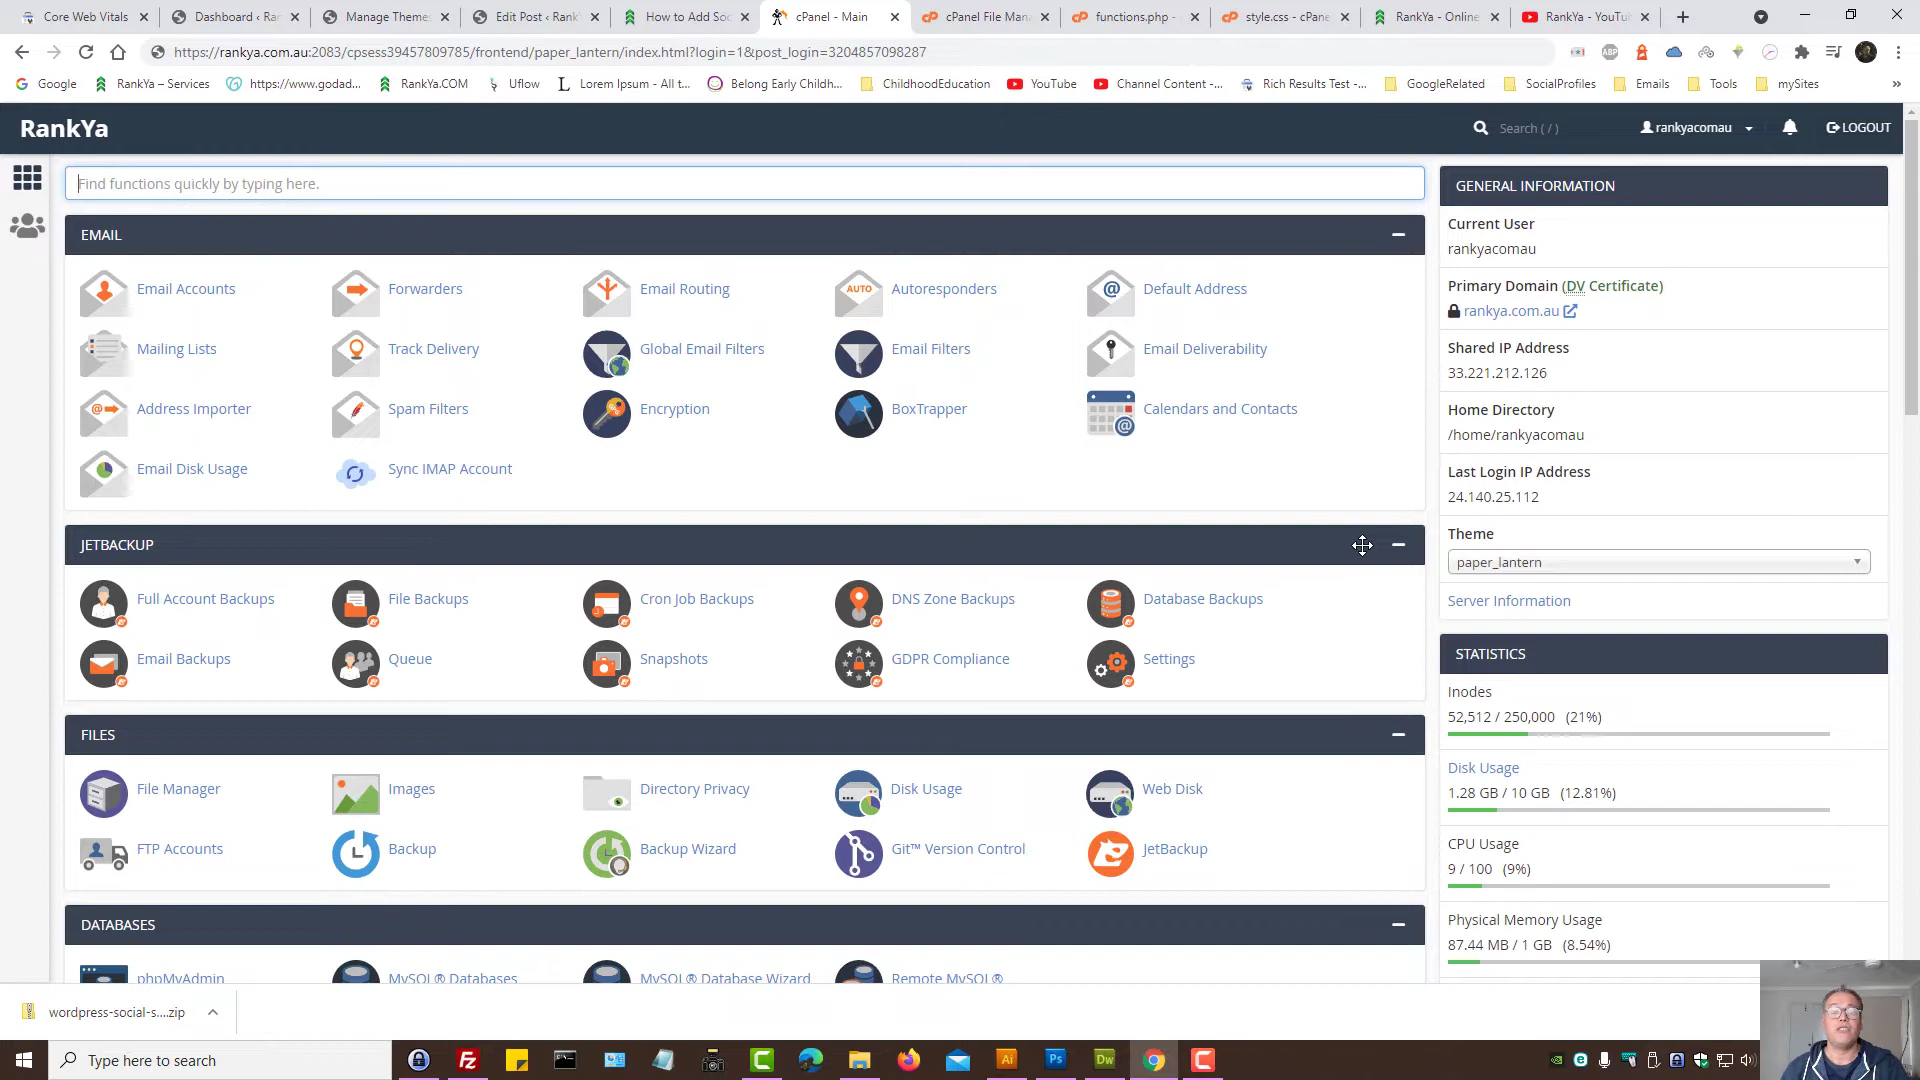 Core Web Vitals
Dashboard ‹ Ran
Manage Themes
Edit Post ‹ RankY
How to Add Soc
cPanel - Main
cPanel File Man
functions.php -
style.css - cPane
RankYa - Online
RankYa - YouTu
https://rankya.com.au:2083/cpsess39457809785/frontend/paper_lantern/index.html?login=1&post_login=3204857098287
Google
RankYa – Services
https://www.godad...
RankYa.COM
Uflow
Lorem Ipsum - All t...
Belong Early Childh...
ChildhoodEducation
YouTube
Channel Content -...
Rich Results Test -...
GoogleRelated
SocialProfiles
Emails
Tools
mySites
»
RankYa
Search ( / )
rankyacomau
LOGOUT
Find functions quickly by typing here.
EMAIL
Email Accounts
Forwarders
Email Routing
AUTO
Autoresponders
Default Address
Mailing Lists
Track Delivery
Global Email Filters
Email Filters
Email Deliverability
Address Importer
Spam Filters
Encryption
BoxTrapper
Calendars and Contacts
Email Disk Usage
Sync IMAP Account
JETBACKUP
Full Account Backups
File Backups
Cron Job Backups
DNS Zone Backups
Database Backups
Email Backups
Queue
Snapshots
GDPR Compliance
Settings
FILES
File Manager
Images
Directory Privacy
Disk Usage
Web Disk
FTP Accounts
Backup
Backup Wizard
Git™ Version Control
JetBackup
DATABASES
phpMyAdmin
MySQL® Databases
MySQL® Database Wizard
Remote MySQL®
GENERAL INFORMATION
Current User
rankyacomau
Primary Domain (DV Certificate)
rankya.com.au
Shared IP Address
33.221.212.126
Home Directory
/home/rankyacomau
Last Login IP Address
24.140.25.112
Theme
paper_lantern
Server Information
STATISTICS
Inodes
52,512 / 250,000 (21%)
Disk Usage
1.28 GB / 10 GB (12.81%)
CPU Usage
9 / 100 (9%)
Physical Memory Usage
87.44 MB / 1 GB (8.54%)
wordpress-social-s....zip
Type here to search
Ai
Ps
Dw